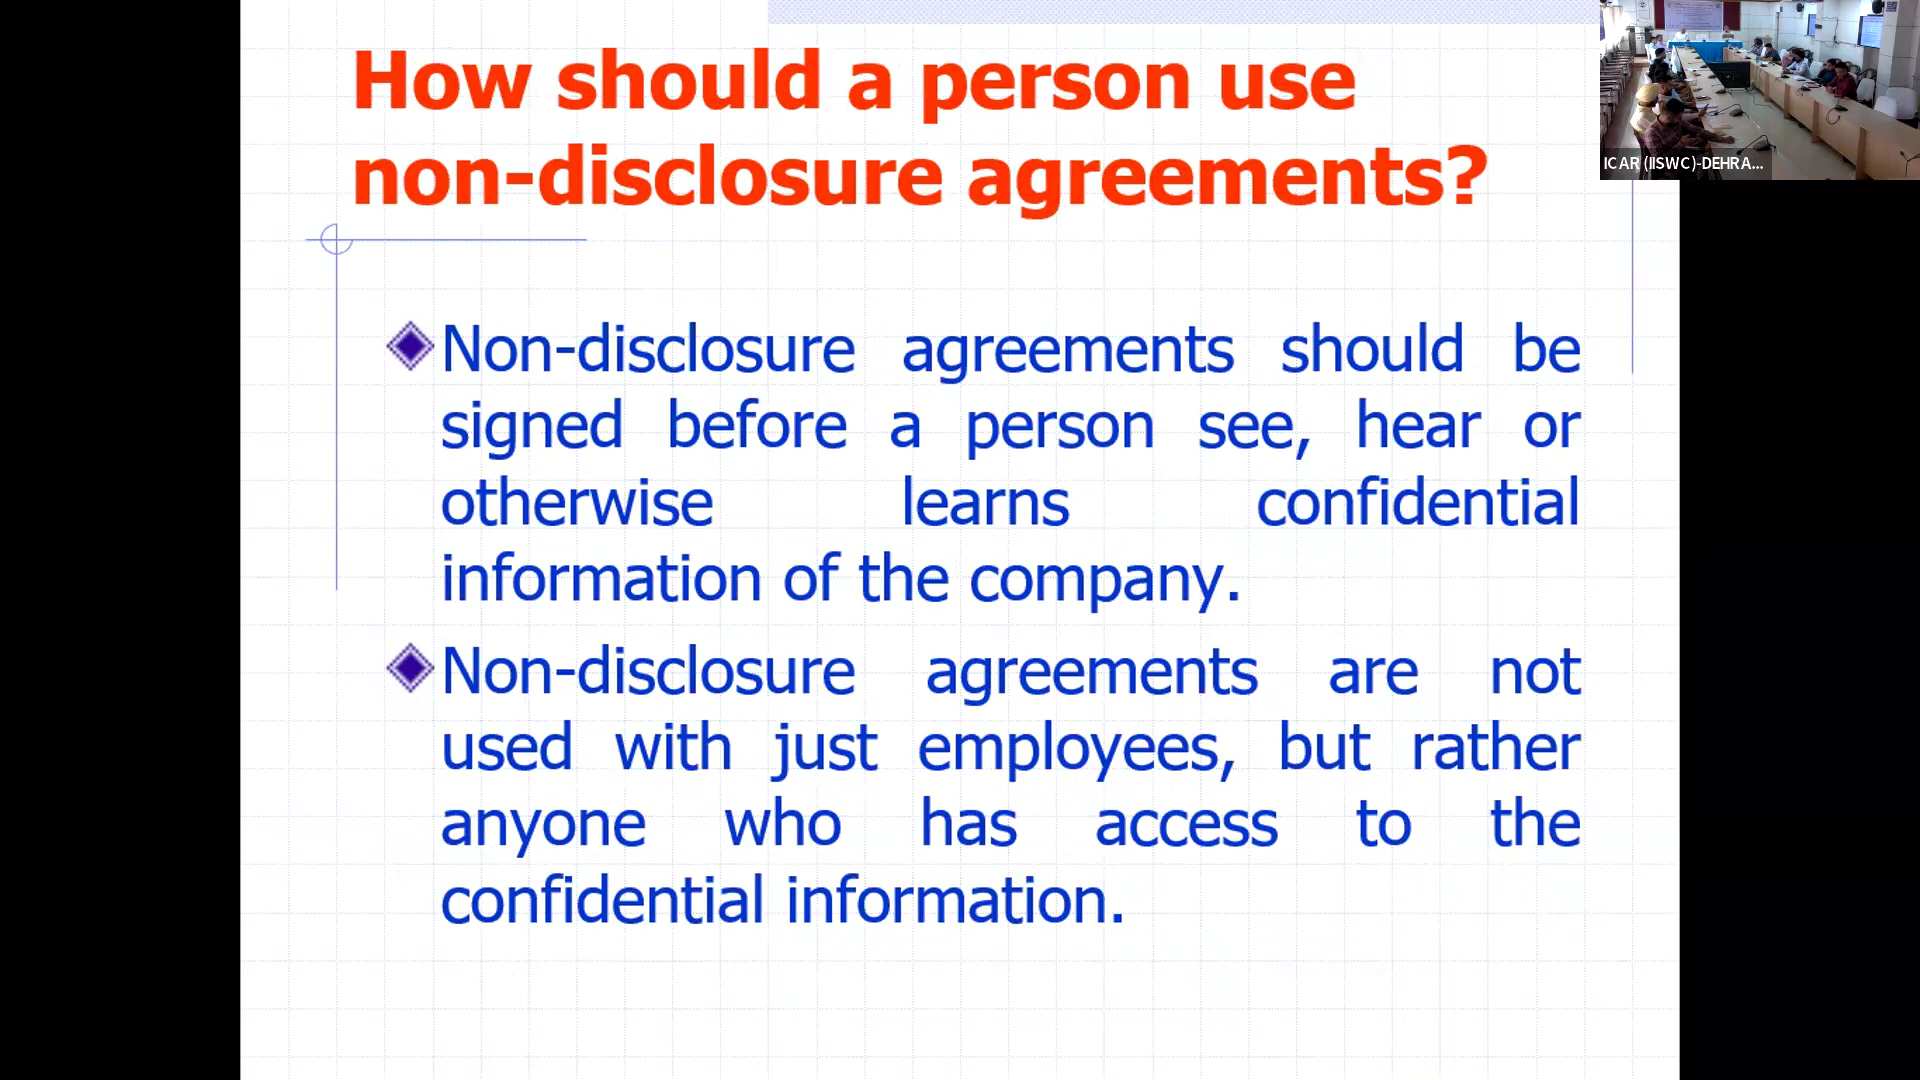 How should a person use
non-disclosure agreements?
Non-disclosure agreements should be
signed before a person see, hear or
otherwise learns confidential
information of the company.
Non-disclosure agreements are not
used with just employees, but rather
anyone who has access to the
confidential information.
ICAR (IISWC)-DEHRA...